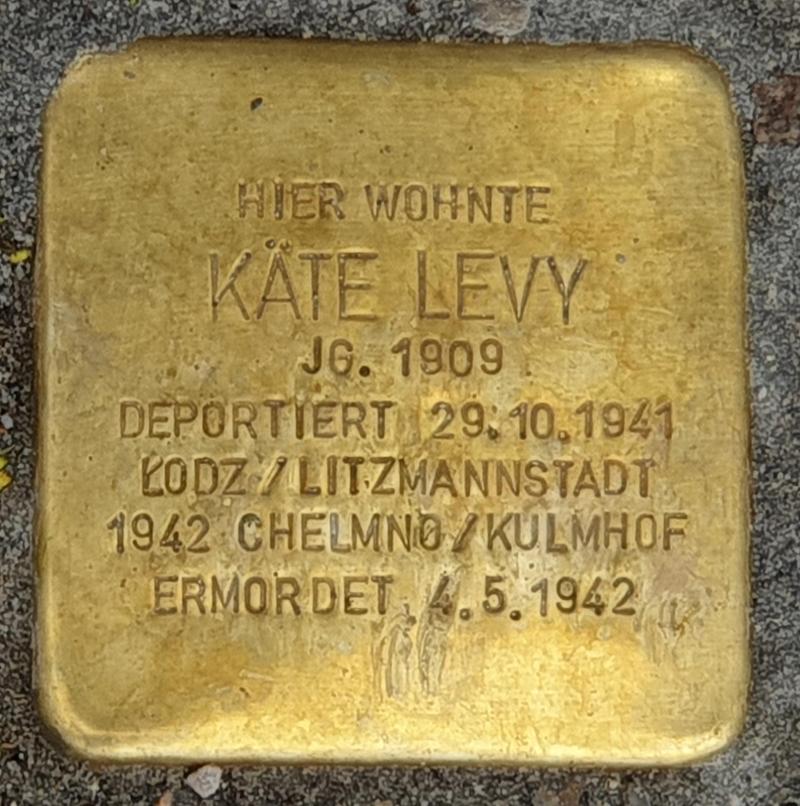 HIER WOHNTE
KÄTE LEVY
JG. 1909
DEPORTIERT 29.10.1941
ŁODZ / LITZMANNSTADT
1942 CHELMNO / KULMHOF
ERMORDET 4.5.1942